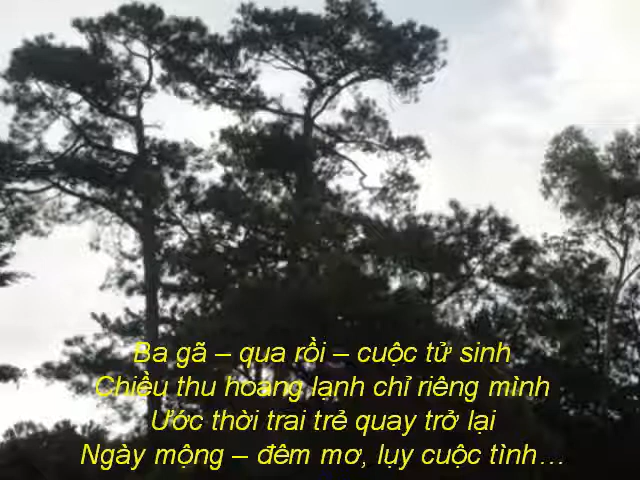 Ba gã – qua rồi – cuộc tử sinh
Chiều thu hoang lạnh chỉ riêng mình
Ước thời trai trẻ quay trở lại
Ngày mộng – đêm mơ, lụy cuộc tình…